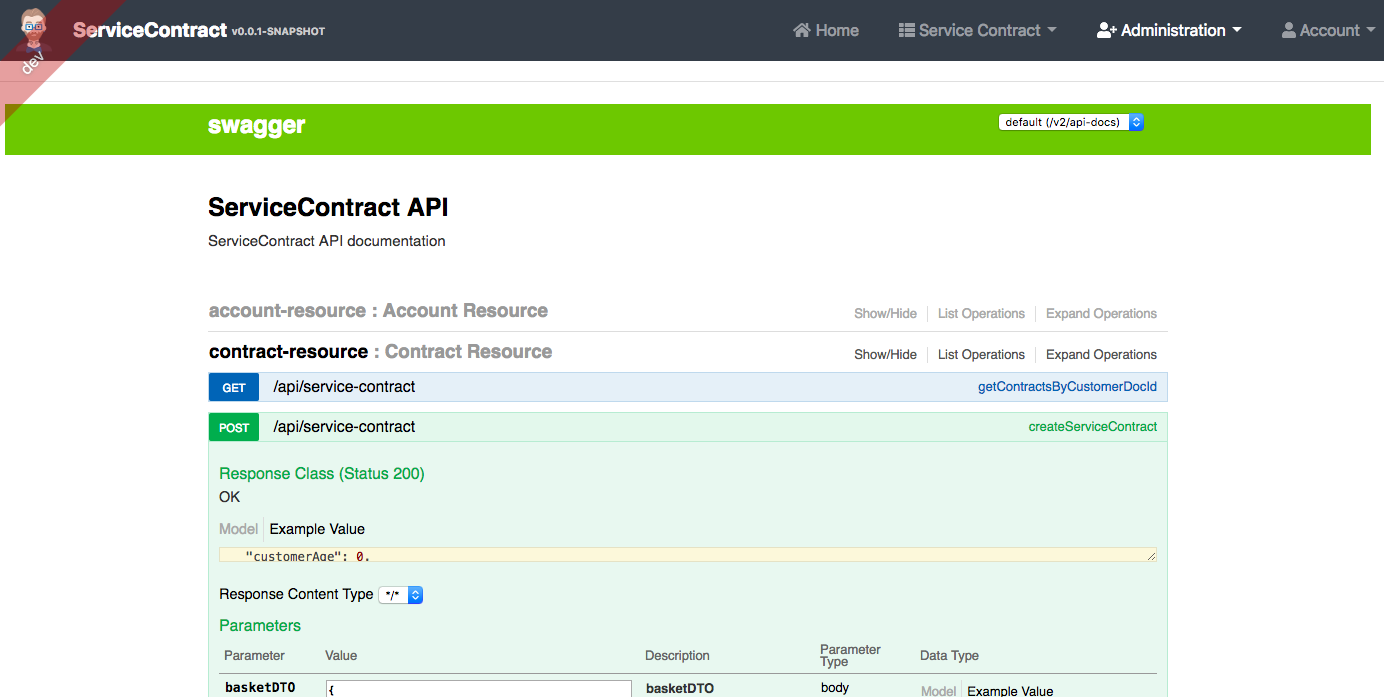 ServiceContract v0.0.1-SNAPSHOT Home Service Contract Administration Account
dev
swagger default (/v2/api-docs)
ServiceContract API
ServiceContract API documentation
account-resource : Account Resource Show/Hide List Operations Expand Operations
contract-resource : Contract Resource Show/Hide List Operations Expand Operations
GET /api/service-contract getContractsByCustomerDocId
POST /api/service-contract createServiceContract
Response Class (Status 200)
OK
Model Example Value
"customerAge": 0,
Response Content Type */*
Parameters
Parameter Value Description Parameter Type Data Type
basketDTO { basketDTO body Model Example Value